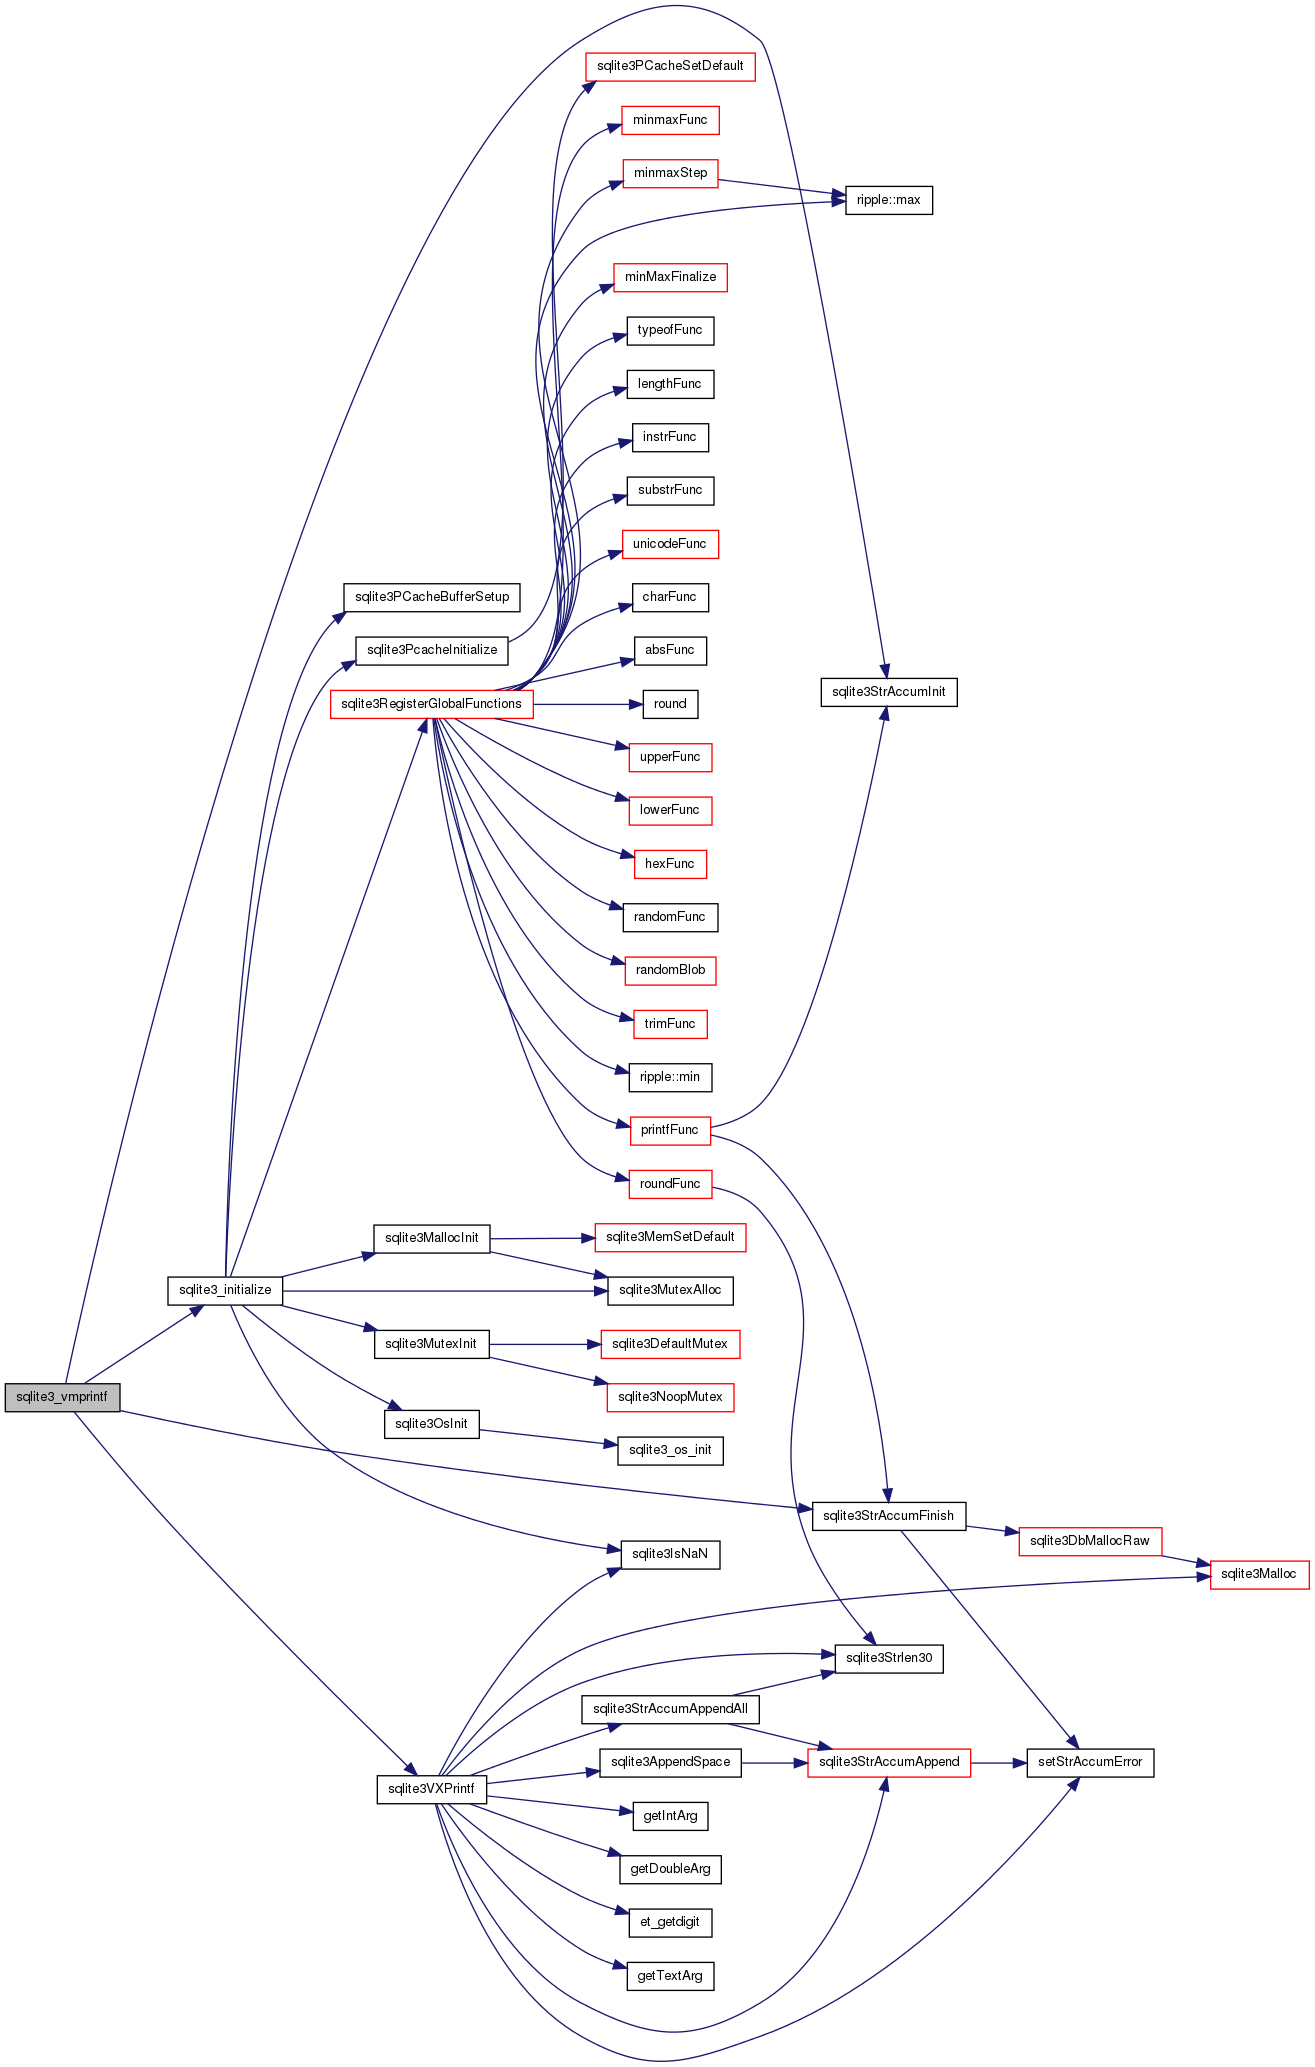 sqlite3PCacheSetDefault
minmaxFunc
minmaxStep
ripple::max
minMaxFinalize
typeofFunc
lengthFunc
instrFunc
substrFunc
unicodeFunc
sqlite3PCacheBufferSetup
charFunc
sqlite3PcacheInitialize
absFunc
sqlite3StrAccumInit
sqlite3RegisterGlobalFunctions
round
upperFunc
lowerFunc
hexFunc
randomFunc
randomBlob
trimFunc
ripple::min
printfFunc
roundFunc
sqlite3MallocInit
sqlite3MemSetDefault
sqlite3_initialize
sqlite3MutexAlloc
sqlite3MutexInit
sqlite3DefaultMutex
sqlite3_vmprintf
sqlite3NoopMutex
sqlite3OsInit
sqlite3_os_init
sqlite3StrAccumFinish
sqlite3DbMallocRaw
sqlite3IsNaN
sqlite3Malloc
sqlite3Strlen30
sqlite3StrAccumAppendAll
sqlite3AppendSpace
sqlite3StrAccumAppend
setStrAccumError
sqlite3VXPrintf
getIntArg
getDoubleArg
et_getdigit
getTextArg